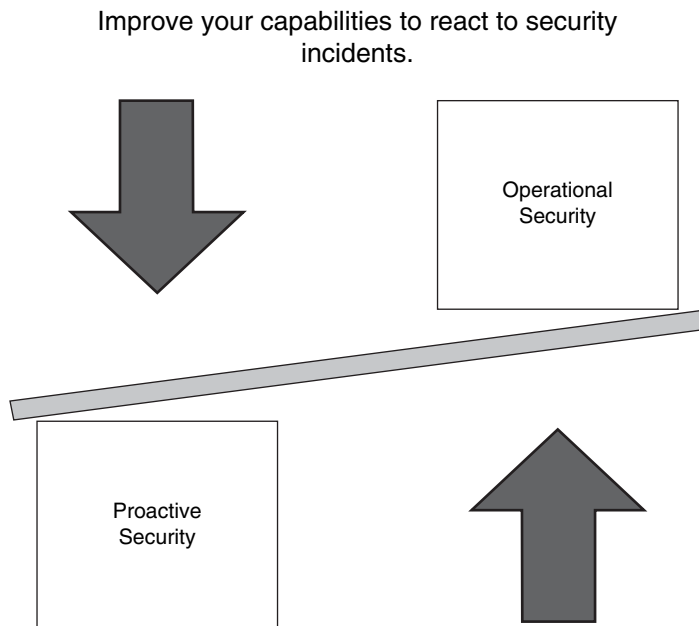 Improve your capabilities to react to security
incidents.
Operational
Security
Proactive
Security